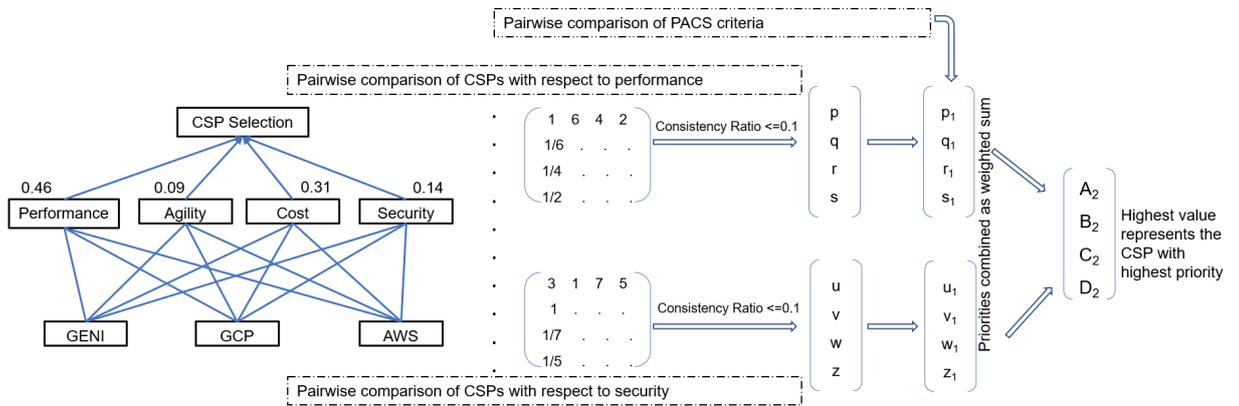 Pairwise comparison of PACS criteria
Pairwise comparison of CSPs with respect to performance
CSP Selection
0.46 0.09 0.31 0.14
Performance Agility Cost Security
GENI GCP AWS
1 6 4 2
1/6 . . .
1/4 . . .
1/2 . . .
Consistency Ratio <=0.1
p
q
r
s
p1
q1
r1
s1
3 1 7 5
1 . . .
1/7 . . .
1/5 . . .
Consistency Ratio <=0.1
u
v
w
z
u1
v1
w1
z1
Pairwise comparison of CSPs with respect to security
Priorities combined as weighted sum
A2
B2
C2
D2
Highest value
represents the
CSP with
highest priority